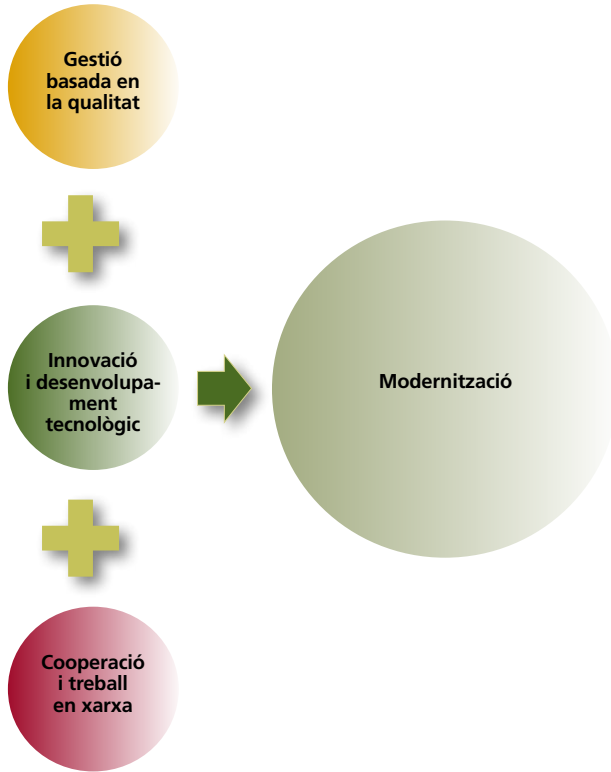 Gestió
basada en
la qualitat
Innovació
i desenvolupa-
ment
tecnològic
Modernització
Cooperació
i treball
en xarxa